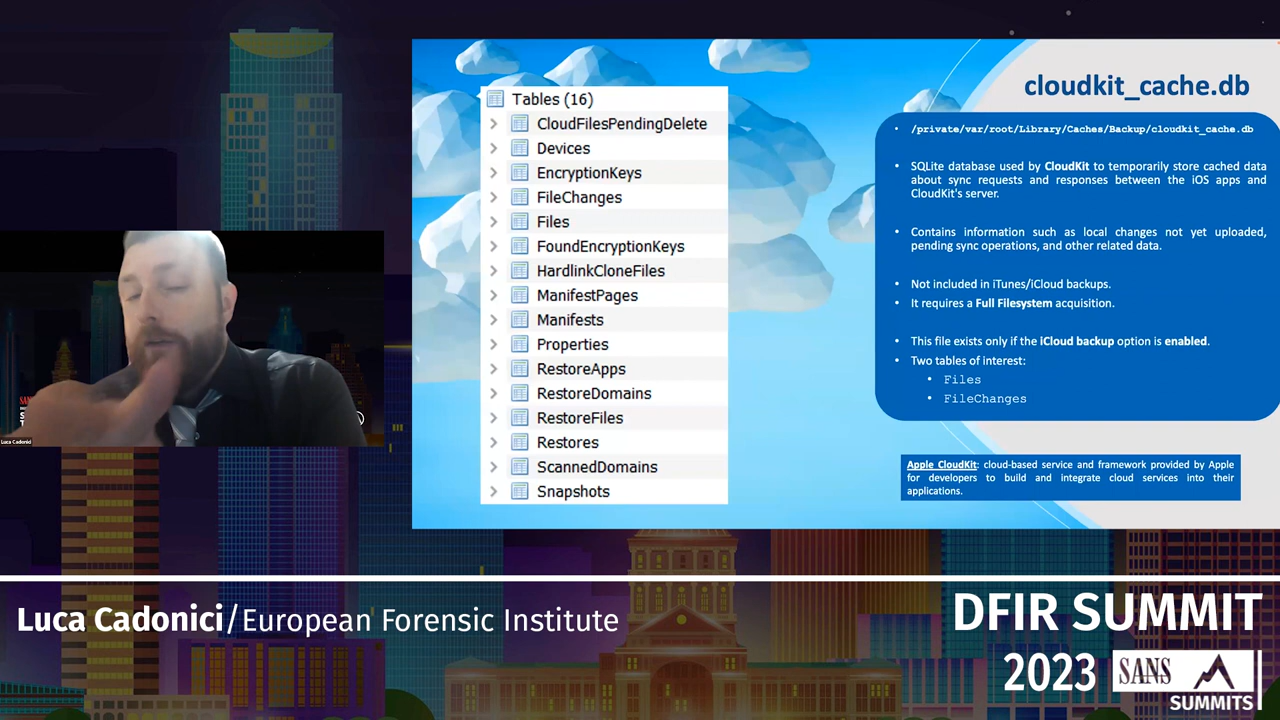 Tables (16)
CloudFilesPendingDelete
Devices
EncryptionKeys
FileChanges
Files
FoundEncryptionKeys
HardlinkCloneFiles
ManifestPages
Manifests
Properties
RestoreApps
RestoreDomains
RestoreFiles
Restores
ScannedDomains
Snapshots
cloudkit_cache.db
• /private/var/root/Library/Caches/Backup/cloudkit_cache.db
• SQLite database used by CloudKit to temporarily store cached data
about sync requests and responses between the iOS apps and
CloudKit's server.
• Contains information such as local changes not yet uploaded,
pending sync operations, and other related data.
• Not included in iTunes/iCloud backups.
• It requires a Full Filesystem acquisition.
• This file exists only if the iCloud backup option is enabled.
• Two tables of interest:
• Files
• FileChanges
Apple CloudKit: cloud-based service and framework provided by Apple
for developers to build and integrate cloud services into their
applications.
Luca Cadonici
Luca Cadonici/European Forensic Institute
DFIR SUMMIT
2023 SANS
SUMMITS